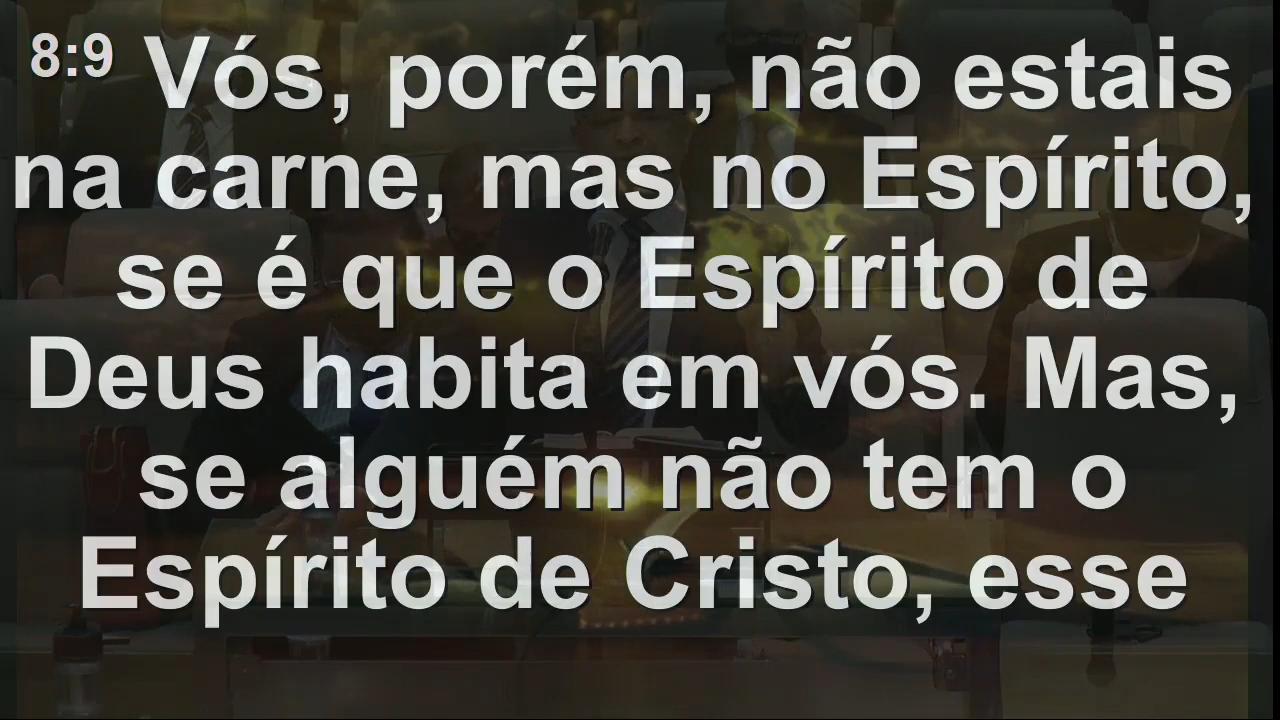 8:9 Vós, porém, não estais
na carne, mas no Espírito,
se é que o Espírito de
Deus habita em vós. Mas,
se alguém não tem o
Espírito de Cristo, esse